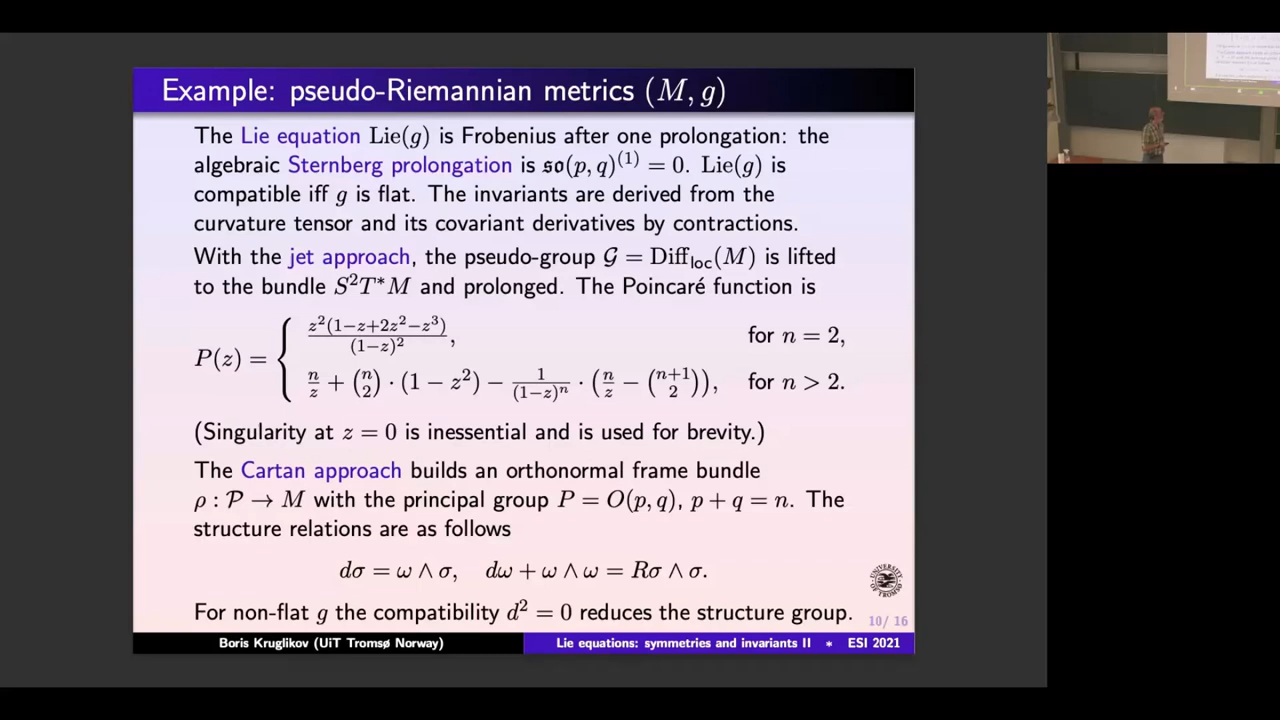 Example: pseudo-Riemannian metrics (M, g)
The Lie equation Lie(g) is Frobenius after one prolongation: the
algebraic Sternberg prolongation is 𝔰𝔬(p, q)⁽¹⁾ = 0. Lie(g) is
compatible iff g is flat. The invariants are derived from the
curvature tensor and its covariant derivatives by contractions.
With the jet approach, the pseudo-group 𝒢 = Diff_loc(M) is lifted
to the bundle S²T*M and prolonged. The Poincaré function is
P(z) = { z²(1−z+2z²−z³) / (1−z)², for n = 2,
n/z + (n choose 2) · (1 − z²) − 1/(1−z)ⁿ · (n/z − (n+1 choose 2)), for n > 2.
(Singularity at z = 0 is inessential and is used for brevity.)
The Cartan approach builds an orthonormal frame bundle
ρ : 𝒫 → M with the principal group P = O(p, q), p + q = n. The
structure relations are as follows
dσ = ω ∧ σ, dω + ω ∧ ω = Rσ ∧ σ.
For non-flat g the compatibility d² = 0 reduces the structure group.
UNIVERSITY OF TROMSØ
10/ 16
Boris Kruglikov (UiT Tromsø Norway) Lie equations: symmetries and invariants II * ESI 2021